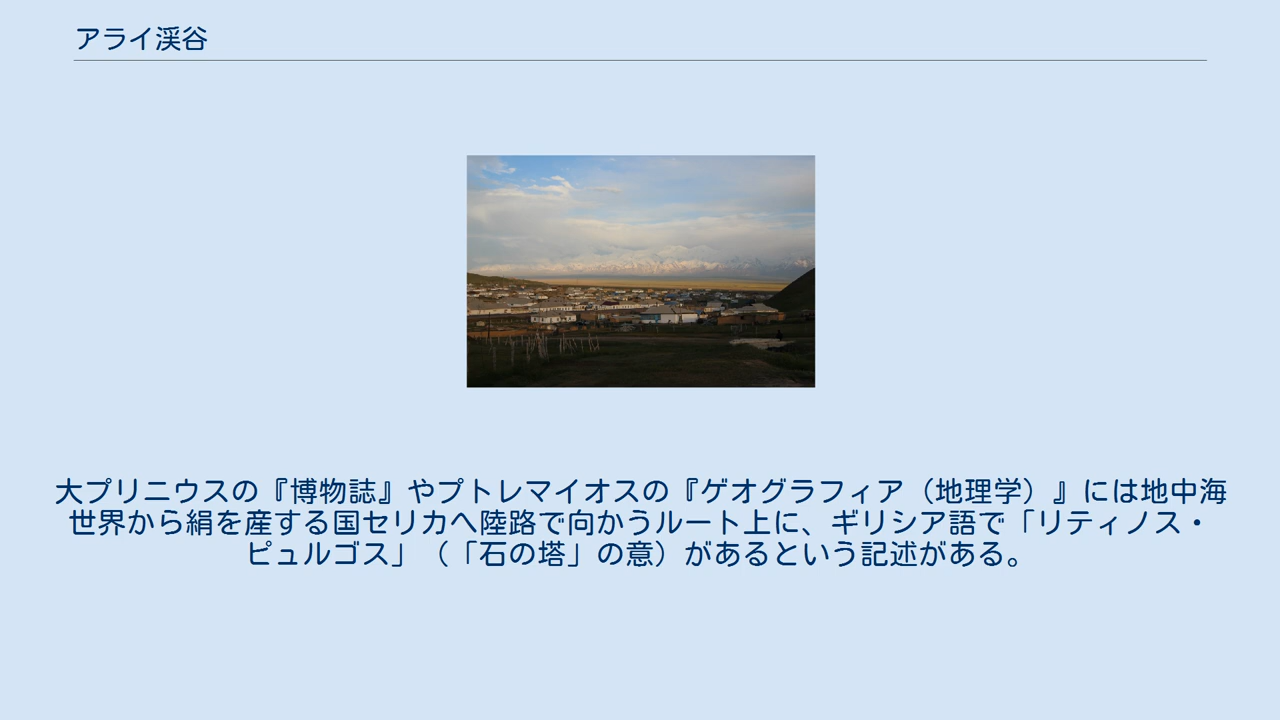 アライ渓谷
大プリニウスの『博物誌』やプトレマイオスの『ゲオグラフィア（地理学）』には地中海
世界から絹を産する国セリカへ陸路で向かうルート上に、ギリシア語で「リティノス・
ピュルゴス」（「石の塔」の意）があるという記述がある。